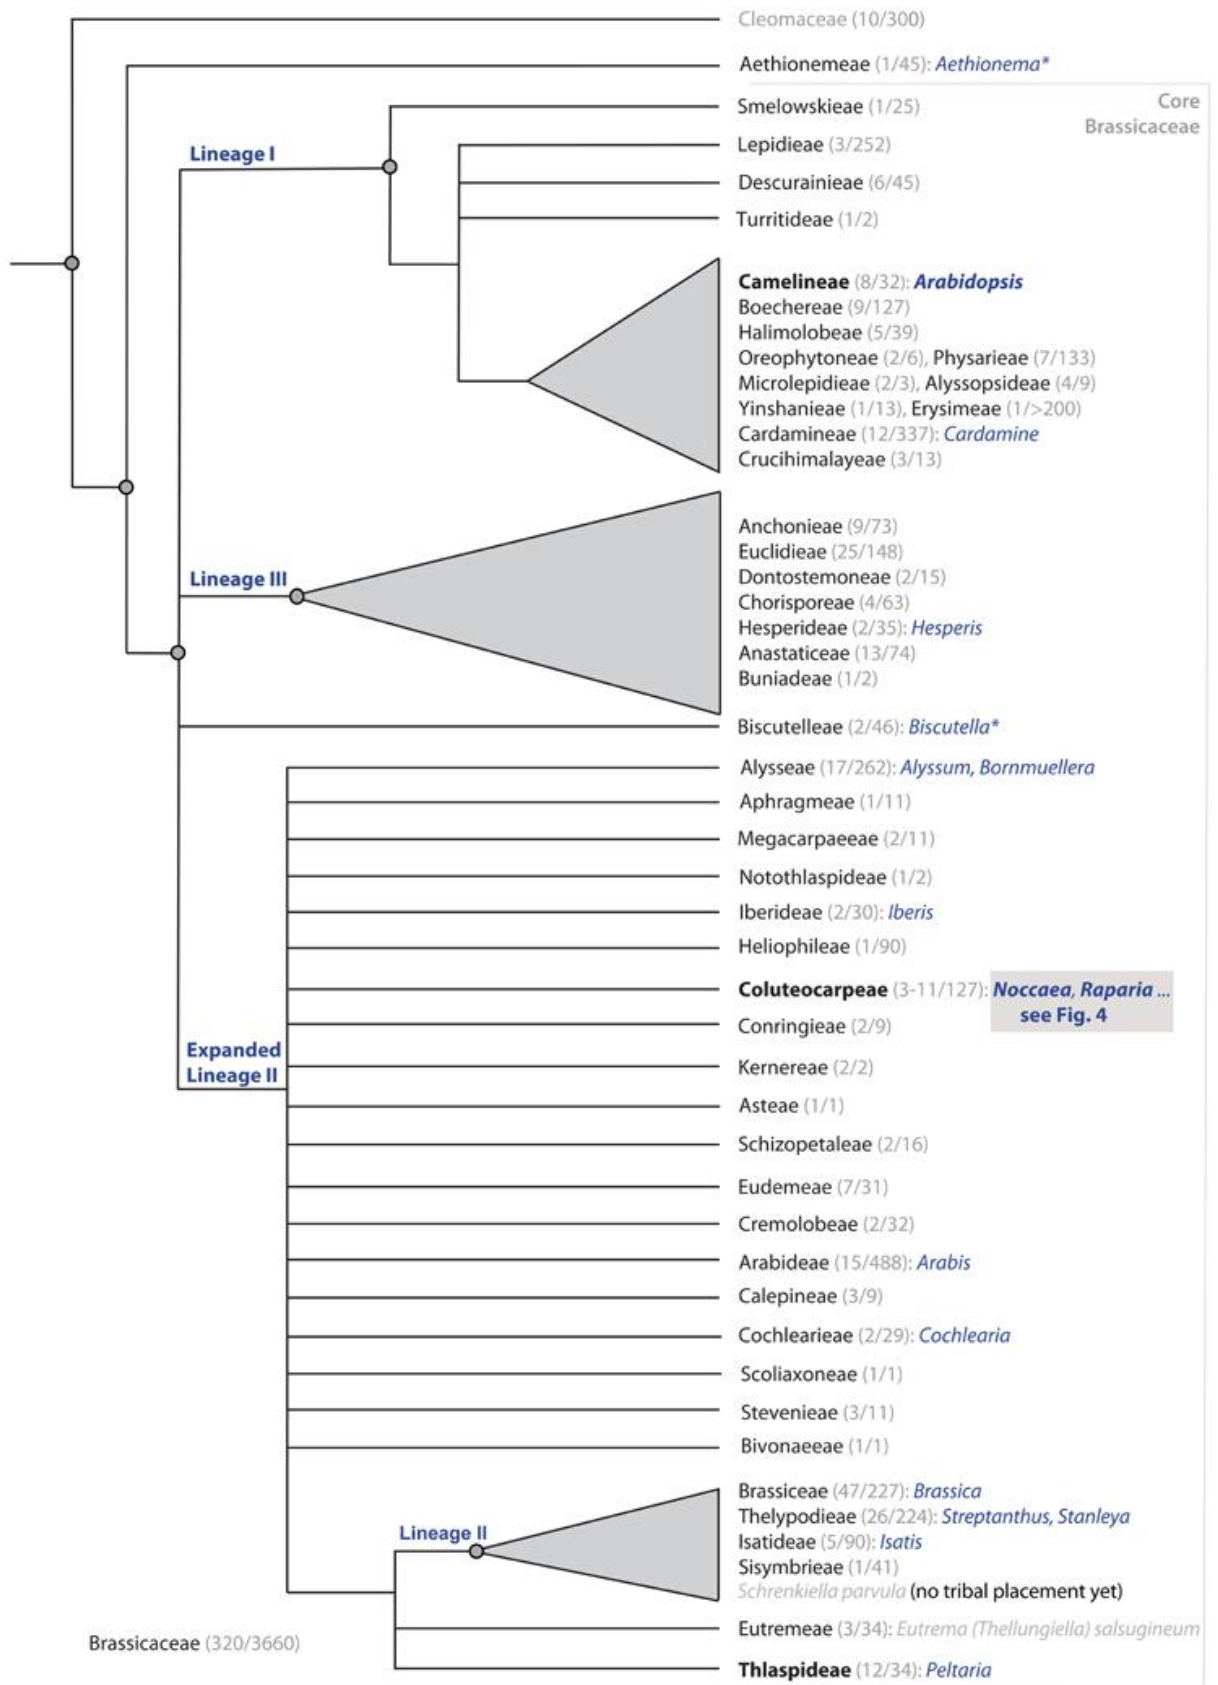 Cleomaceae (10/300)
Aethionemeae (1/45): Aethionema*
Core
Brassicaceae
Smelowskieae (1/25)
Lepidieae (3/252)
Lineage I
Descurainieae (6/45)
Turritideae (1/2)
Camelineae (8/32): Arabidopsis
Boechereae (9/127)
Halimolobeae (5/39)
Oreophytoneae (2/6), Physarieae (7/133)
Microlepidieae (2/3), Alyssopsideae (4/9)
Yinshanieae (1/13), Erysimeae (1/>200)
Cardamineae (12/337): Cardamine
Crucihimalayeae (3/13)
Anchonieae (9/73)
Euclidieae (25/148)
Lineage III
Dontostemoneae (2/15)
Chorisporeae (4/63)
Hesperideae (2/35): Hesperis
Anastaticeae (13/74)
Buniadeae (1/2)
Biscutelleae (2/46): Biscutella*
Alysseae (17/262): Alyssum, Bornmuellera
Aphragmeae (1/11)
Megacarpaeeae (2/11)
Notothlaspideae (1/2)
Iberideae (2/30): Iberis
Heliophileae (1/90)
Coluteocarpeae (3-11/127): Noccaea, Raparia ...
see Fig. 4
Conringieae (2/9)
Expanded
Lineage II
Kernereae (2/2)
Asteae (1/1)
Schizopetaleae (2/16)
Eudemeae (7/31)
Cremolobeae (2/32)
Arabideae (15/488): Arabis
Calepineae (3/9)
Cochlearieae (2/29): Cochlearia
Scoliaxoneae (1/1)
Stevenieae (3/11)
Bivonaeeae (1/1)
Brassiceae (47/227): Brassica
Thelypodieae (26/224): Streptanthus, Stanleya
Lineage II
Isatideae (5/90): Isatis
Sisymbrieae (1/41)
Schrenkiella parvula (no tribal placement yet)
Eutremeae (3/34): Eutrema (Thellungiella) salsugineum
Brassicaceae (320/3660)
Thlaspideae (12/34): Peltaria